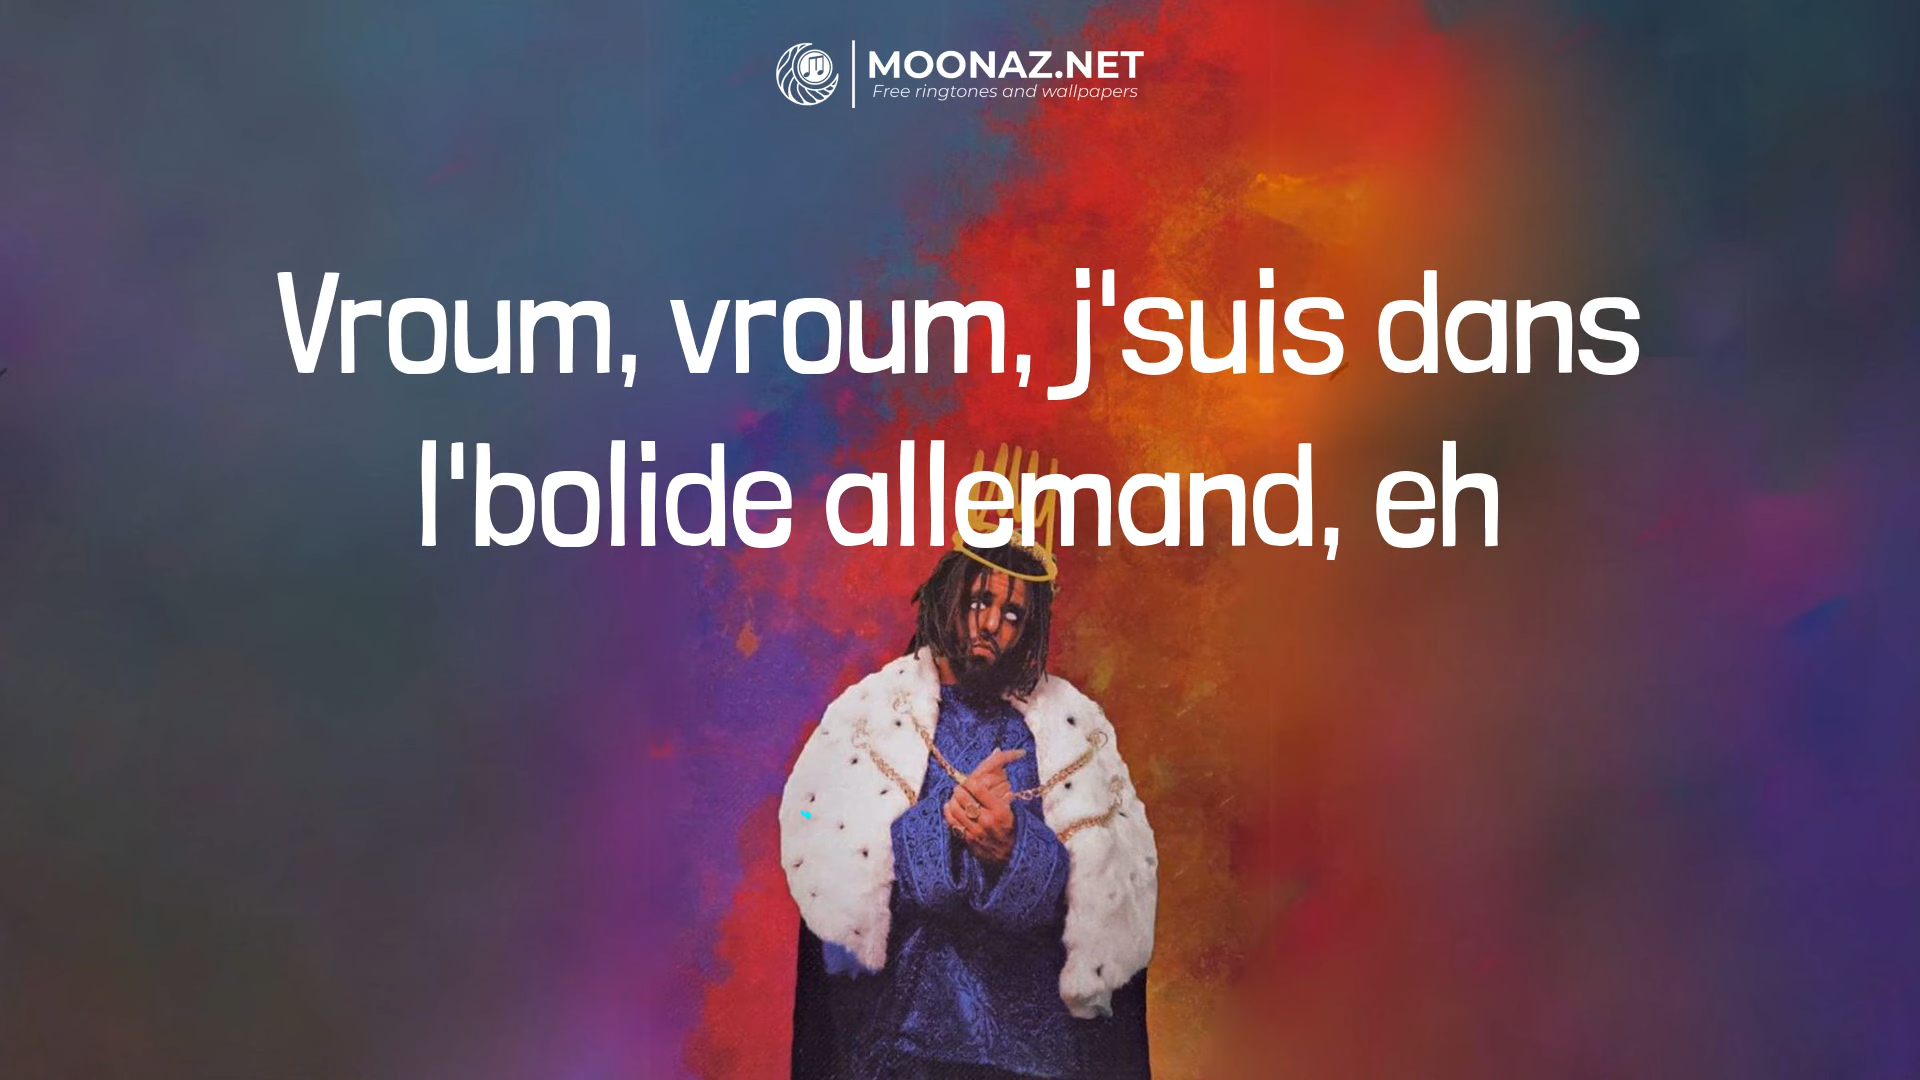 MOONAZ.NET
Free ringtones and wallpapers
Vroum, vroum, j'suis dans
l'bolide allemand, eh